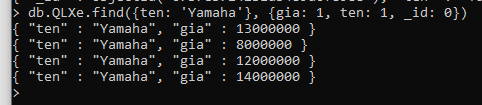 > db.QLXe.find({ten: 'Yamaha'}, {gia: 1, ten: 1, _id: 0})
{ "ten" : "Yamaha", "gia" : 13000000 }
{ "ten" : "Yamaha", "gia" : 8000000 }
{ "ten" : "Yamaha", "gia" : 12000000 }
{ "ten" : "Yamaha", "gia" : 14000000 }
>